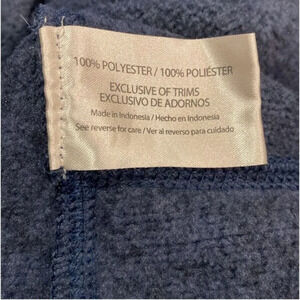 100% POLYESTER / 100% POLIÉSTER
EXCLUSIVE OF TRIMS
EXCLUSIVO DE ADORNOS
Made in Indonesia / Hecho en Indonesia
See reverse for care / Ver al reverso para cuidado